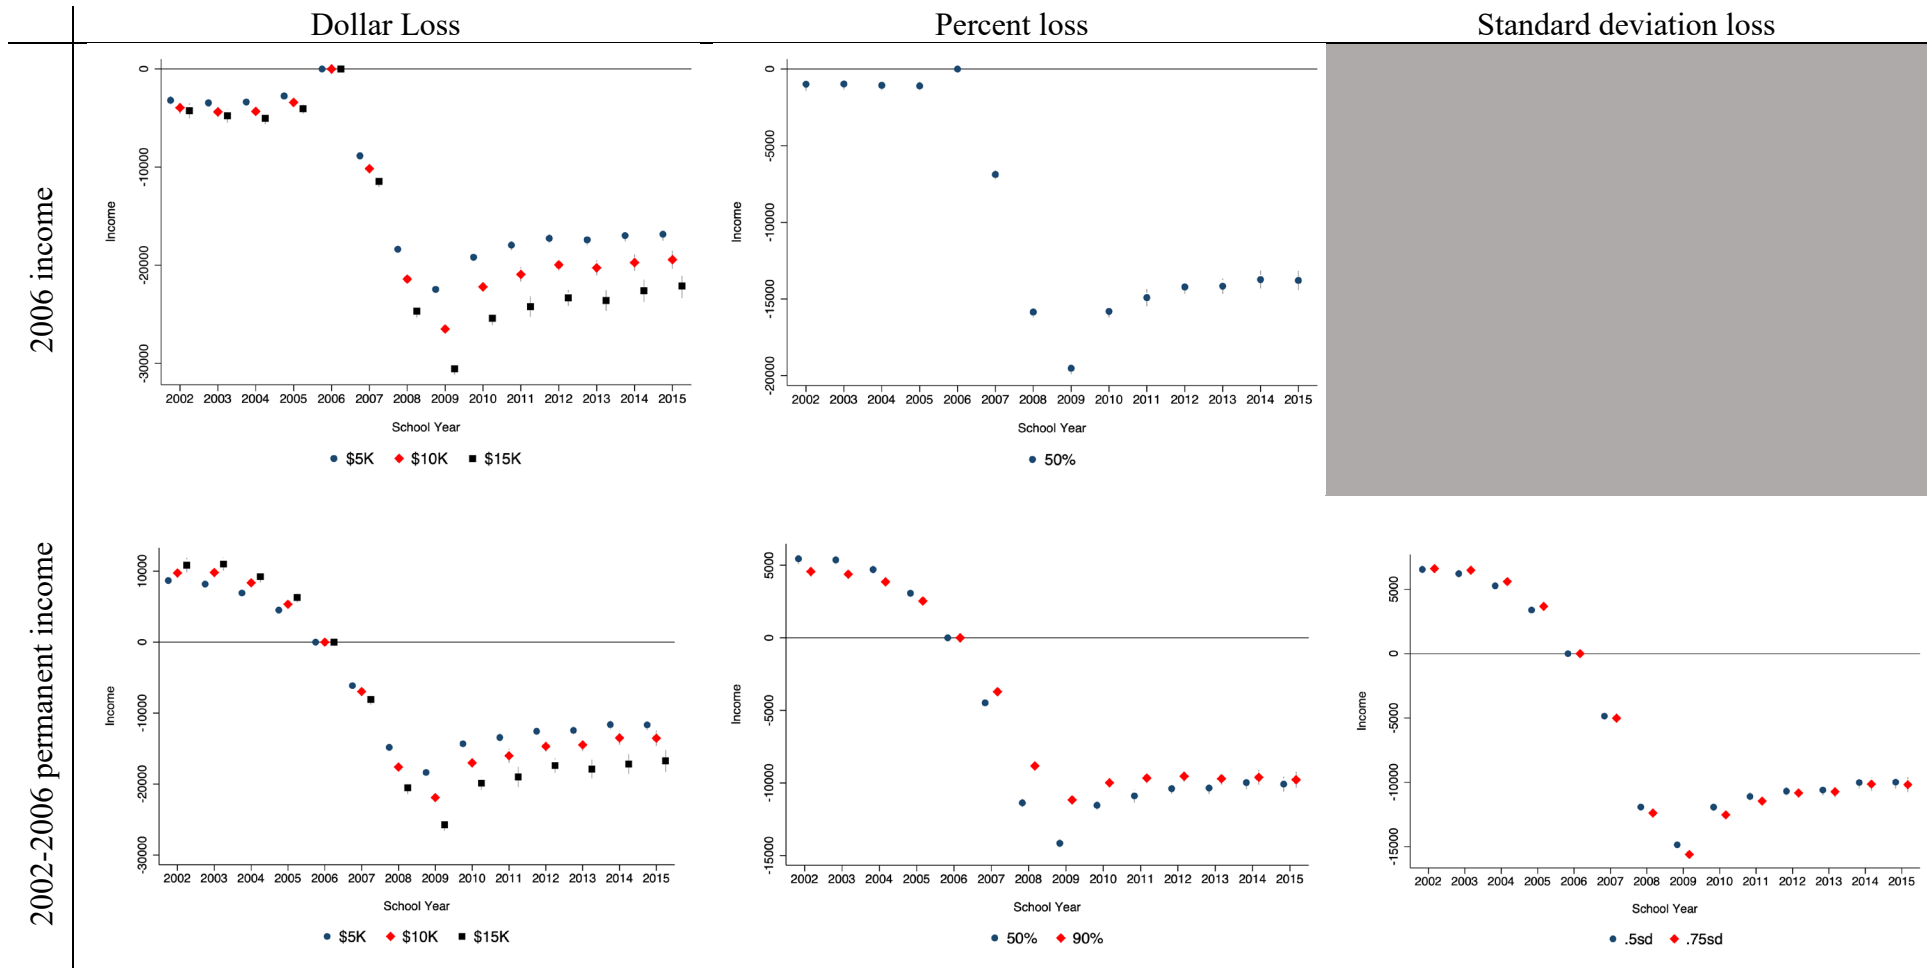 Dollar Loss
Percent loss
Standard deviation loss
2006 income
0
-10000
-20000
-30000
Income
2002 2003 2004 2005 2006 2007 2008 2009 2010 2011 2012 2013 2014 2015
School Year
$5K $10K $15K
0
-5000
-10000
-15000
-20000
Income
2002 2003 2004 2005 2006 2007 2008 2009 2010 2011 2012 2013 2014 2015
School Year
50%
2002-2006 permanent income
10000
0
-10000
-20000
-30000
Income
2002 2003 2004 2005 2006 2007 2008 2009 2010 2011 2012 2013 2014 2015
School Year
$5K $10K $15K
5000
0
-5000
-10000
-15000
Income
2002 2003 2004 2005 2006 2007 2008 2009 2010 2011 2012 2013 2014 2015
School Year
50% 90%
5000
0
-5000
-10000
-15000
Income
2002 2003 2004 2005 2006 2007 2008 2009 2010 2011 2012 2013 2014 2015
School Year
.5sd .75sd